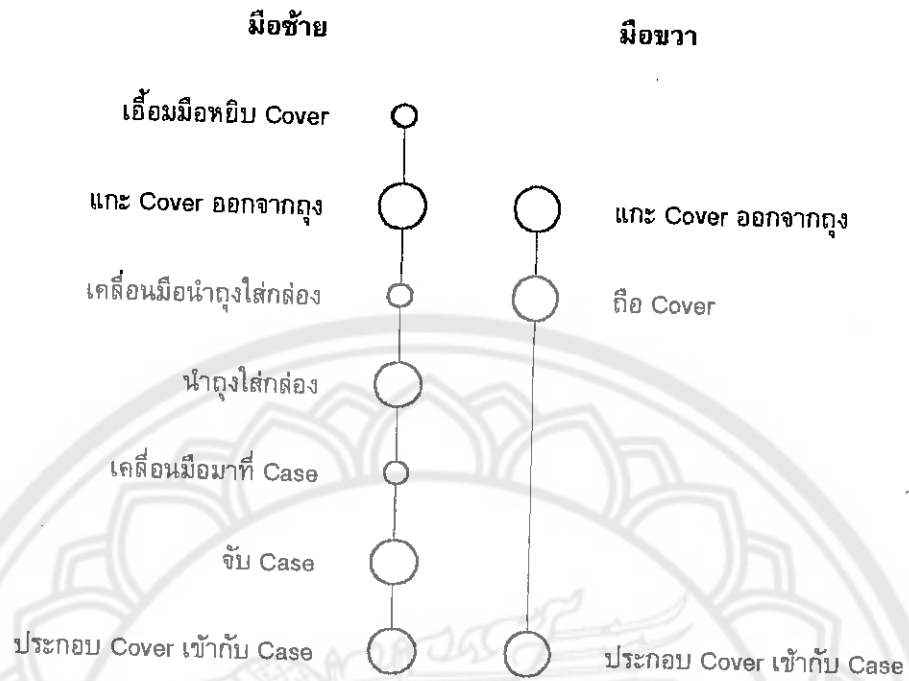 มือซ้าย มือขวา
เอื้อมมือหยิบ Cover
แกะ Cover ออกจากถุง แกะ Cover ออกจากถุง
เคลื่อนมือนำถุงใส่กล่อง ถือ Cover
นำถุงใส่กล่อง
เคลื่อนมือมาที่ Case
จับ Case
ประกอบ Cover เข้ากับ Case ประกอบ Cover เข้ากับ Case